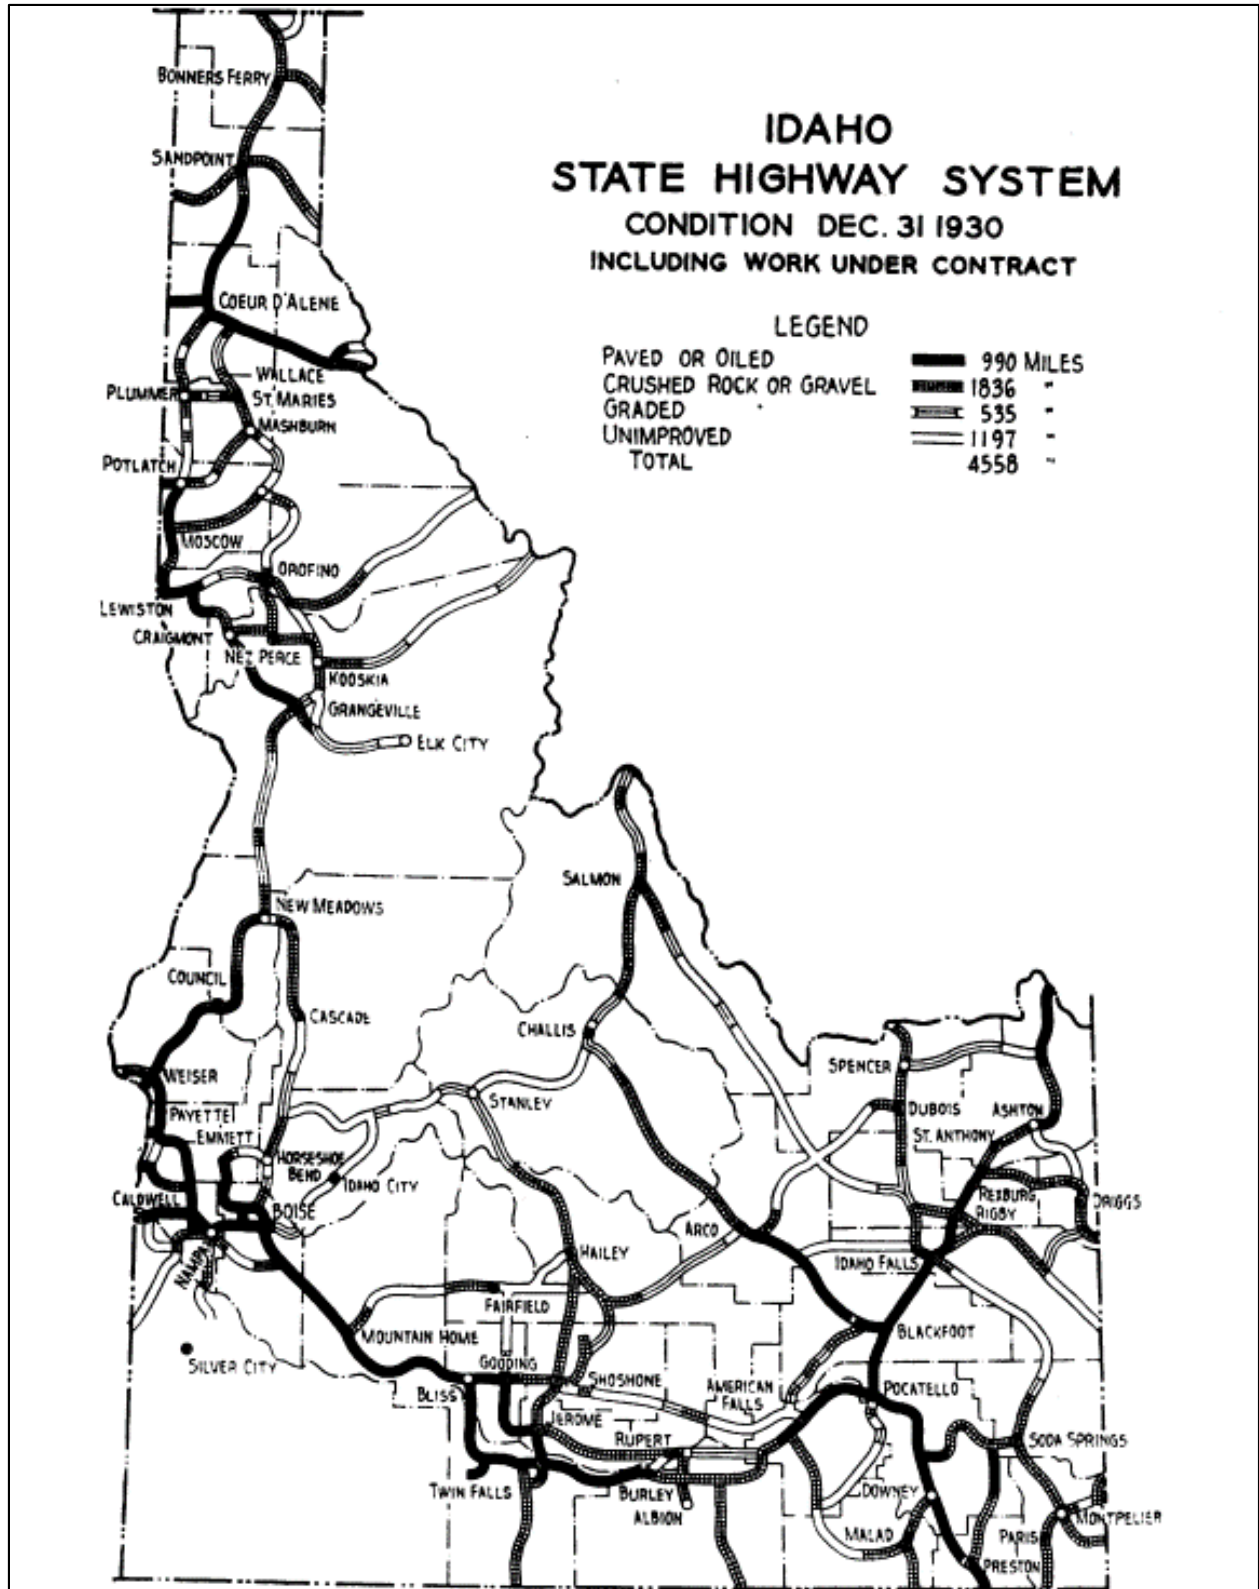 IDAHO
STATE HIGHWAY SYSTEM
CONDITION DEC. 31 1930
INCLUDING WORK UNDER CONTRACT
LEGEND
PAVED OR OILED 990 MILES
CRUSHED ROCK OR GRAVEL 1836 "
GRADED 535 "
UNIMPROVED 1197 "
TOTAL 4558 "
BONNERS FERRY
SANDPOINT
COEUR D'ALENE
WALLACE
PLUMMER
ST. MARIES
MASHBURN
POTLATCH
MOSCOW
OROFINO
LEWISTON
CRAIGMONT
NEZ PERCE
KOOSKIA
GRANGEVILLE
ELK CITY
SALMON
NEW MEADOWS
COUNCIL
CASCADE
CHALLIS
SPENCER
WEISER
STANLEY
PAYETTE
DUBOIS
ASHTON
EMMETT
ST. ANTHONY
HORSESHOE
BEND
IDAHO CITY
CALDWELL
BOISE
REXBURG
DRIGGS
RIGBY
ARCO
NAMPA
HAILEY
IDAHO FALLS
FAIRFIELD
MOUNTAIN HOME
BLACKFOOT
SILVER CITY
GOODING
BLISS
SHOSHONE
AMERICAN
FALLS
POCATELLO
JEROME
RUPERT
SODA SPRINGS
TWIN FALLS
BURLEY
ALBION
DOWNEY
MALAD
PARIS
MONTPELIER
PRESTON